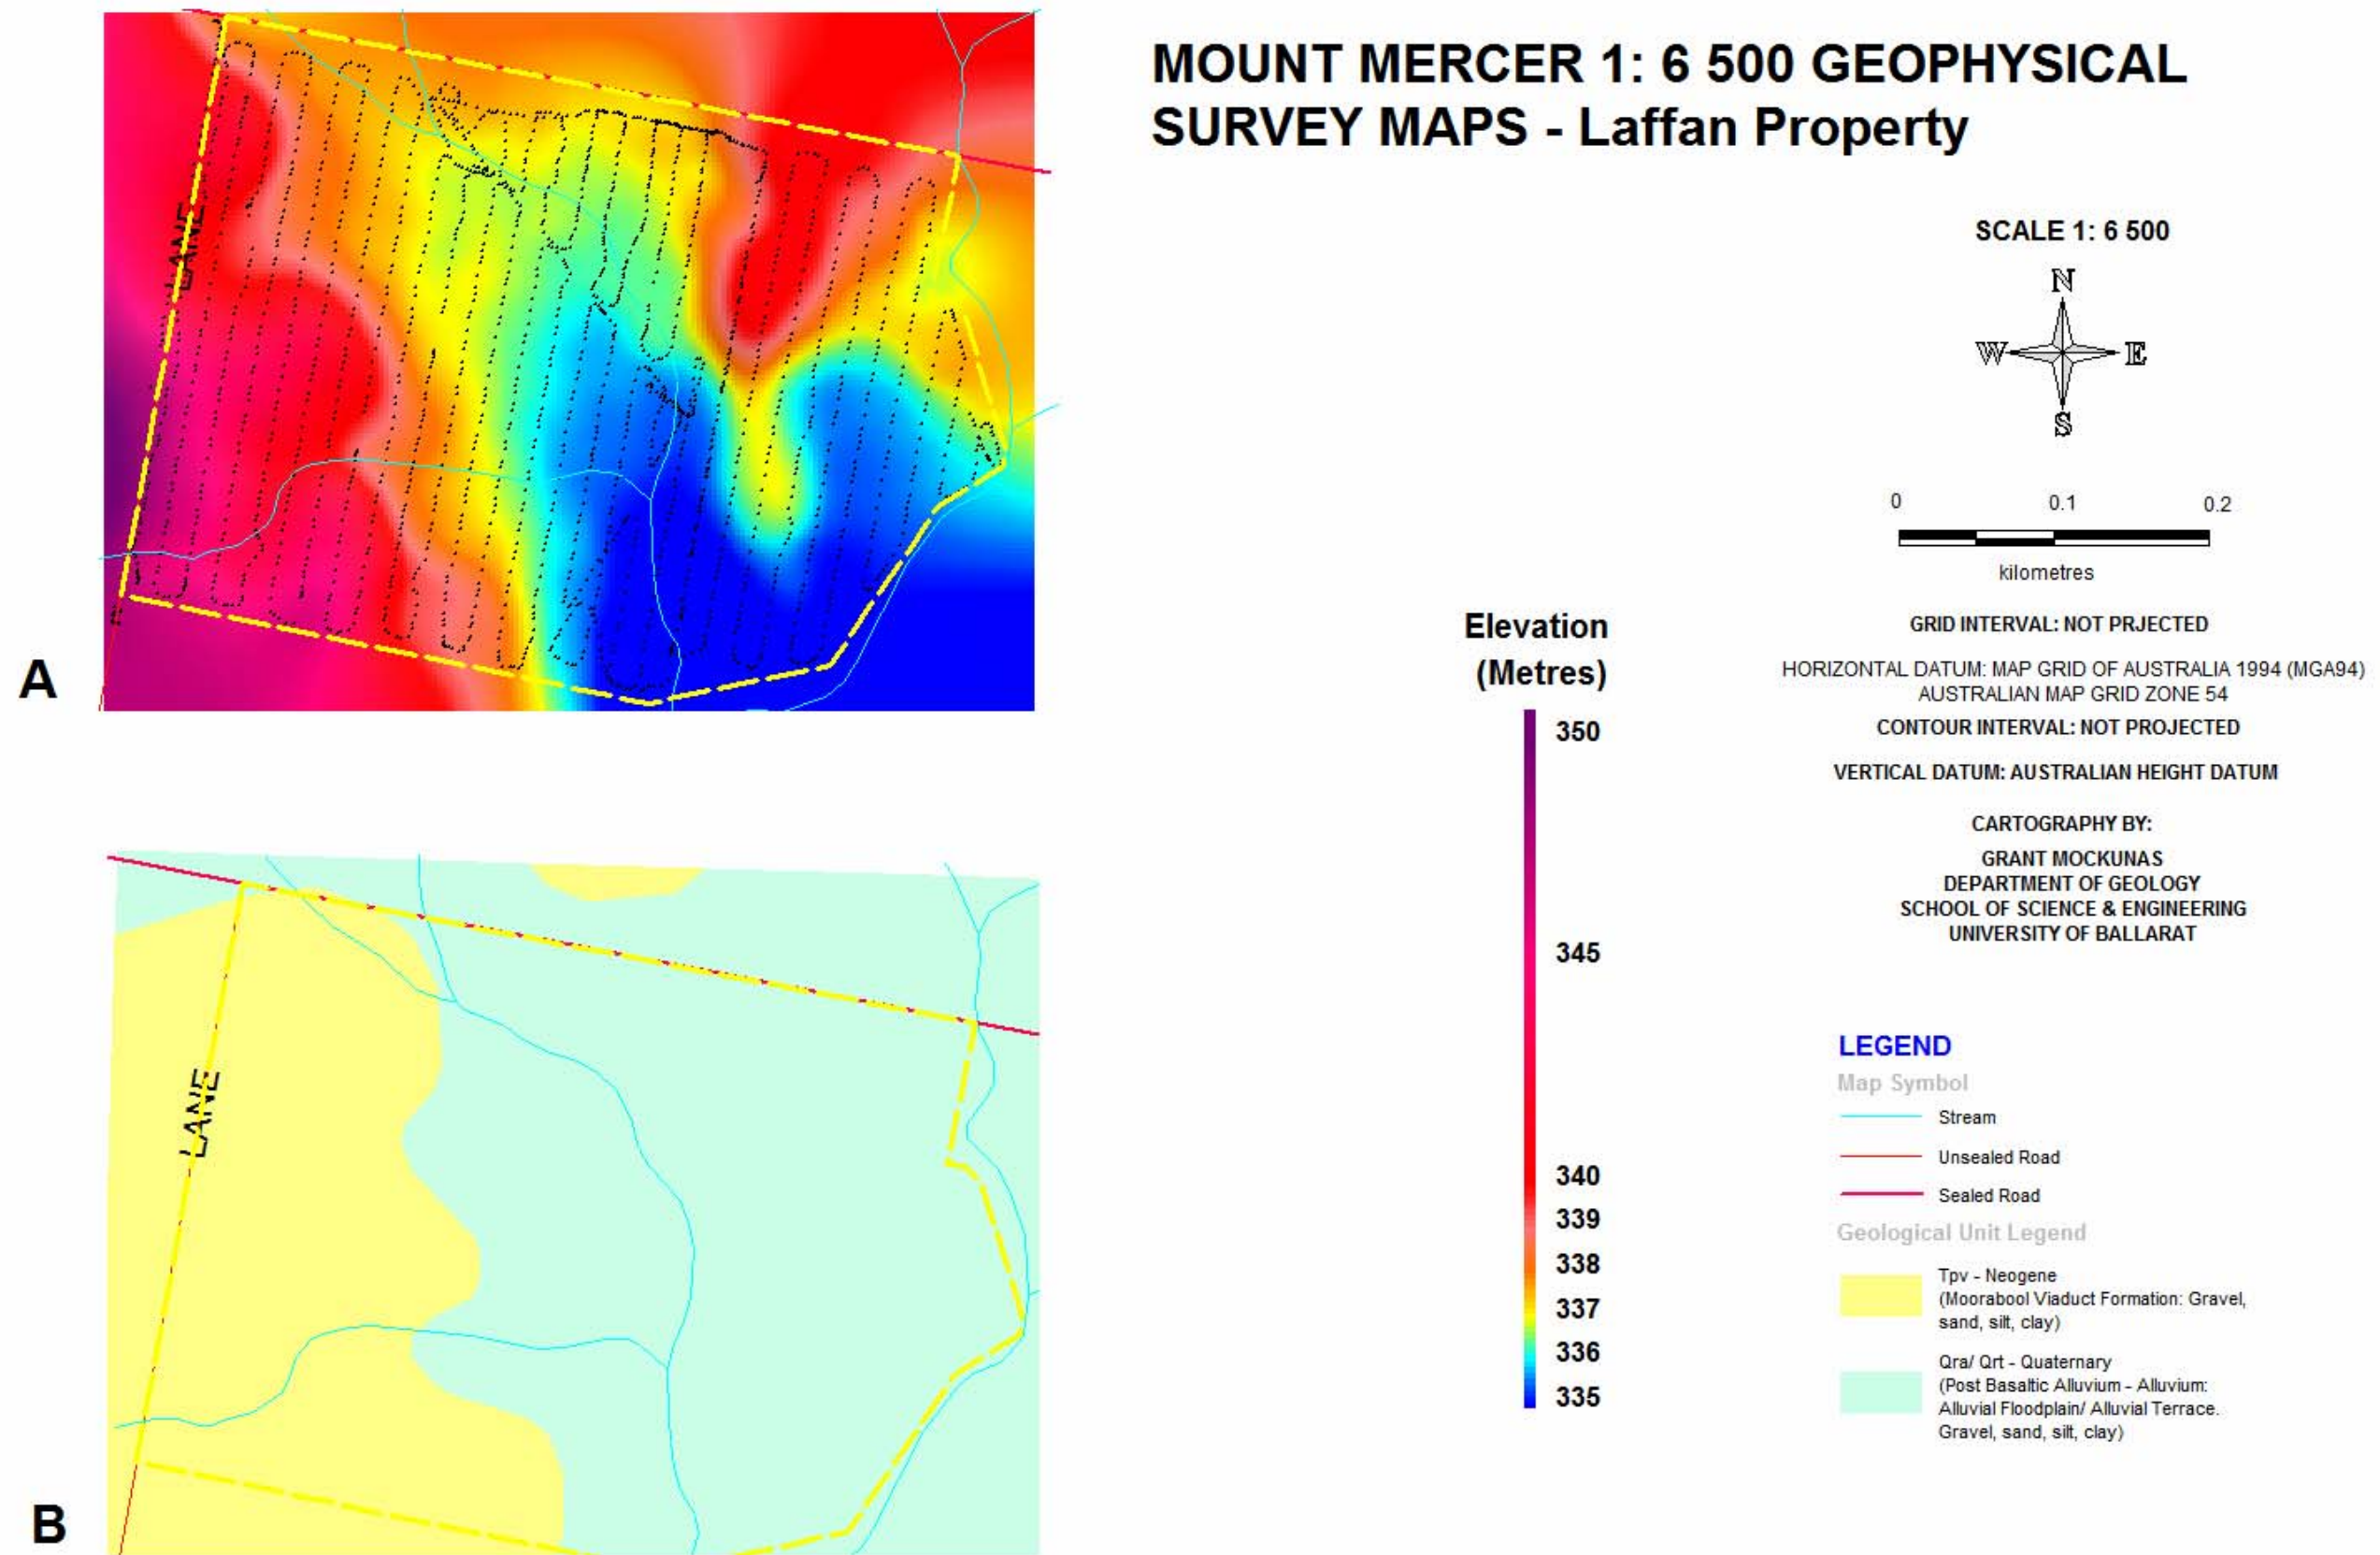 MOUNT MERCER 1: 6 500 GEOPHYSICAL
SURVEY MAPS - Laffan Property
LANE
A
SCALE 1: 6 500
N
W
E
S
0
0.1
0.2
kilometres
GRID INTERVAL: NOT PRJECTED
HORIZONTAL DATUM: MAP GRID OF AUSTRALIA 1994 (MGA94)
AUSTRALIAN MAP GRID ZONE 54
CONTOUR INTERVAL: NOT PROJECTED
VERTICAL DATUM: AUSTRALIAN HEIGHT DATUM
CARTOGRAPHY BY:
GRANT MOCKUNAS
DEPARTMENT OF GEOLOGY
SCHOOL OF SCIENCE & ENGINEERING
UNIVERSITY OF BALLARAT
Elevation
(Metres)
350
345
340
339
338
337
336
335
LANE
B
LEGEND
Map Symbol
Stream
Unsealed Road
Sealed Road
Geological Unit Legend
Tpv - Neogene
(Moorabool Viaduct Formation: Gravel,
sand, silt, clay)
Qra/ Qrt - Quaternary
(Post Basaltic Alluvium - Alluvium:
Alluvial Floodplain/ Alluvial Terrace.
Gravel, sand, silt, clay)